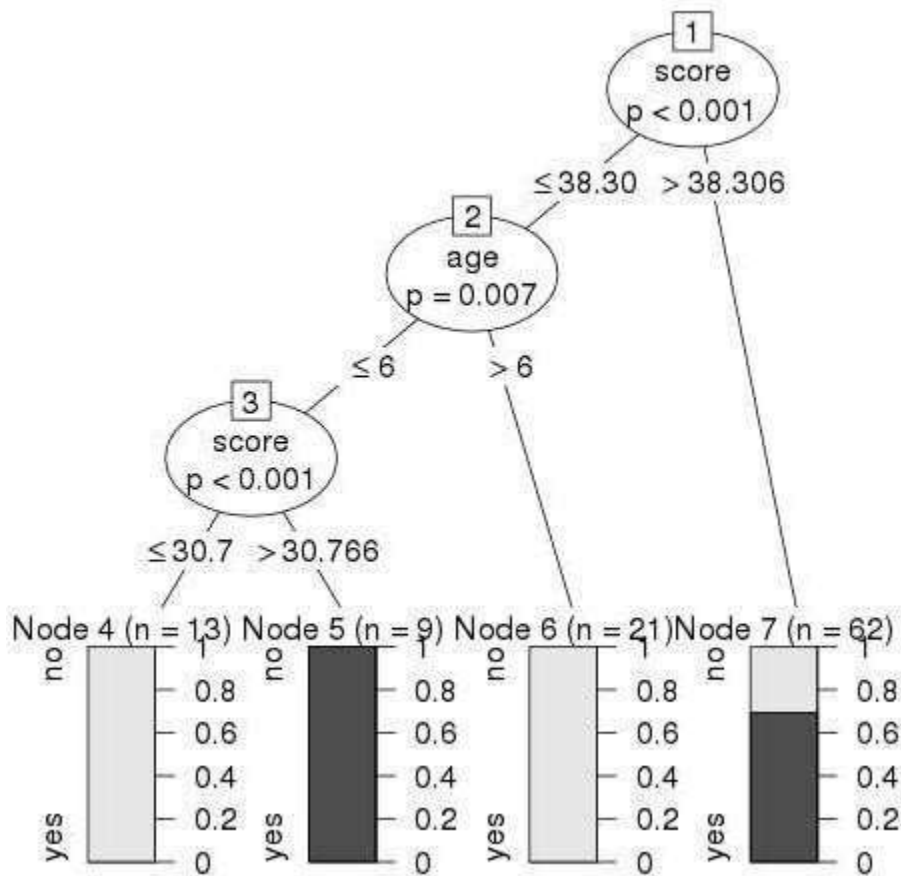 1
score
p < 0.001
≤ 38.30 > 38.306
2
age
p = 0.007
≤ 6 > 6
3
score
p < 0.001
≤ 30.7 > 30.766
Node 4 (n = 13) Node 5 (n = 9) Node 6 (n = 21) Node 7 (n = 62)
no 1 no 1 no 1 no 1
0.8 0.8 0.8 0.8
0.6 0.6 0.6 0.6
0.4 0.4 0.4 0.4
yes 0.2 yes 0.2 yes 0.2 yes 0.2
0 0 0 0